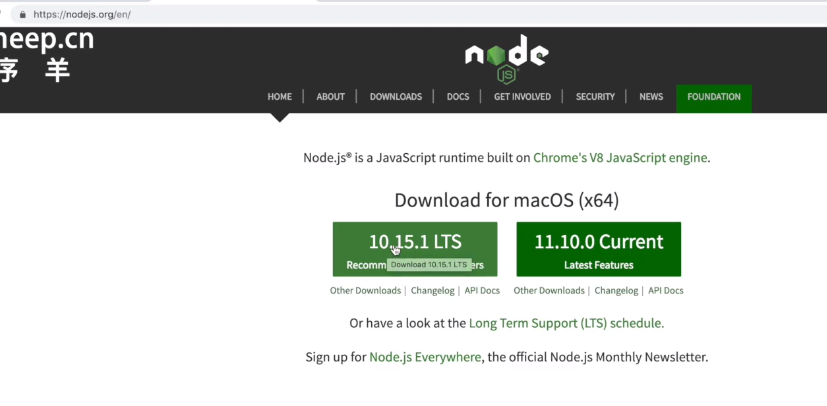 https://nodejs.org/en/
heep.cn
序 羊
node
JS
HOME | ABOUT | DOWNLOADS | DOCS | GET INVOLVED | SECURITY | NEWS | FOUNDATION
Node.js® is a JavaScript runtime built on Chrome's V8 JavaScript engine.
Download for macOS (x64)
10.15.1 LTS
Recomm ers
Download 10.15.1 LTS
11.10.0 Current
Latest Features
Other Downloads | Changelog | API Docs
Other Downloads | Changelog | API Docs
Or have a look at the Long Term Support (LTS) schedule.
Sign up for Node.js Everywhere, the official Node.js Monthly Newsletter.